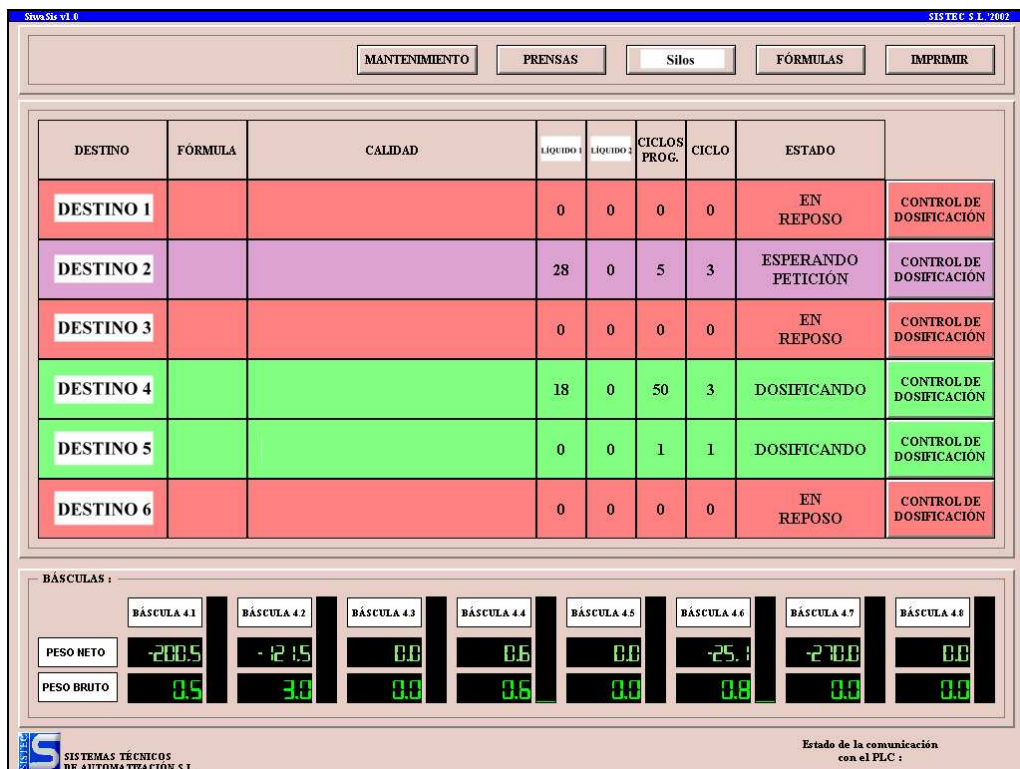 SiwaSis v1.0 SISTEC S.L.'2002
MANTENIMIENTO PRENSAS Silos FÓRMULAS IMPRIMIR
DESTINO FÓRMULA CALIDAD LÍQUIDO 1 LÍQUIDO 2 CICLOS PROG. CICLO ESTADO
DESTINO 1 0 0 0 0 EN REPOSO CONTROL DE DOSIFICACIÓN
DESTINO 2 28 0 5 3 ESPERANDO PETICIÓN CONTROL DE DOSIFICACIÓN
DESTINO 3 0 0 0 0 EN REPOSO CONTROL DE DOSIFICACIÓN
DESTINO 4 18 0 50 3 DOSIFICANDO CONTROL DE DOSIFICACIÓN
DESTINO 5 0 0 1 1 DOSIFICANDO CONTROL DE DOSIFICACIÓN
DESTINO 6 0 0 0 0 EN REPOSO CONTROL DE DOSIFICACIÓN
BÁSCULAS :
BÁSCULA 4.1 BÁSCULA 4.2 BÁSCULA 4.3 BÁSCULA 4.4 BÁSCULA 4.5 BÁSCULA 4.6 BÁSCULA 4.7 BÁSCULA 4.8
PESO NETO -200.5 -121.5 0.0 0.6 0.0 -25.1 -270.0 0.0
PESO BRUTO 0.5 3.0 0.0 0.6 0.0 0.8 0.0 0.0
SISTEC S SISTEMAS TÉCNICOS
DE AUTOMATIZACIÓN S.L.
Estado de la comunicación
con el PLC :